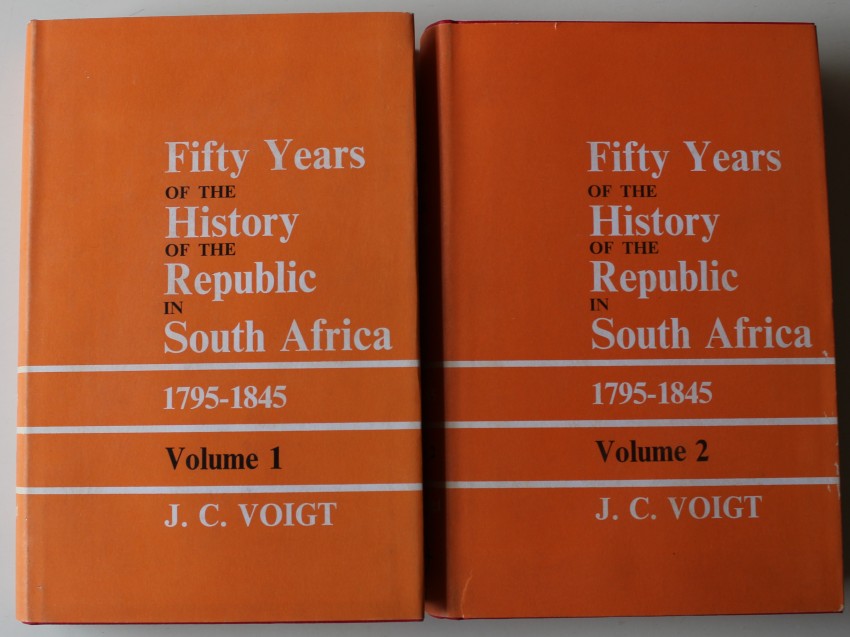 Fifty Years
OF THE
History
OF THE
Republic
IN
South Africa
1795-1845
Volume 1
J. C. VOIGT
Fifty Years
OF THE
History
OF THE
Republic
IN
South Africa
1795-1845
Volume 2
J. C. VOIGT